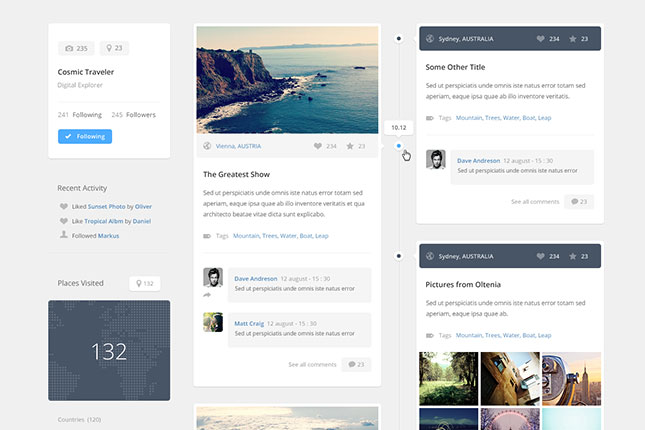 235 23
Cosmic Traveler
Digital Explorer
241 Following 245 Followers
Following
Recent Activity
Liked Sunset Photo by Oliver
Like Tropical Albm by Daniel
Followed Markus
Places Visited 132
132
Countries (120)
Vienna, AUSTRIA 234 23
The Greatest Show
Sed ut perspiciatis unde omnis iste natus error totam sed
aperiam, eaque ipsa quae ab illo inventore veritatis et qua
architecto beatae vitae dicta sunt explicabo.
Tags Mountain, Trees, Water, Boat, Leap
Dave Andreson 12 august - 15 : 30
Sed ut perspiciatis unde omnis iste natus error
Matt Craig 12 august - 15 : 30
Sed ut perspiciatis unde omnis iste natus error
See all comments 23
10.12
Sydney, AUSTRALIA 234 23
Some Other Title
Sed ut perspiciatis unde omnis iste natus error totam sed
aperiam, eaque ipsa quae ab illo inventore veritatis.
Tags Mountain, Trees, Water, Boat, Leap
Dave Andreson 12 august - 15 : 30
Sed ut perspiciatis unde omnis iste natus error
See all comments 23
Sydney, AUSTRALIA 234 23
Pictures from Oltenia
Sed ut perspiciatis unde omnis iste natus error totam sed
aperiam, eaque ipsa quae ab.
Tags Mountain, Trees, Water, Boat, Leap